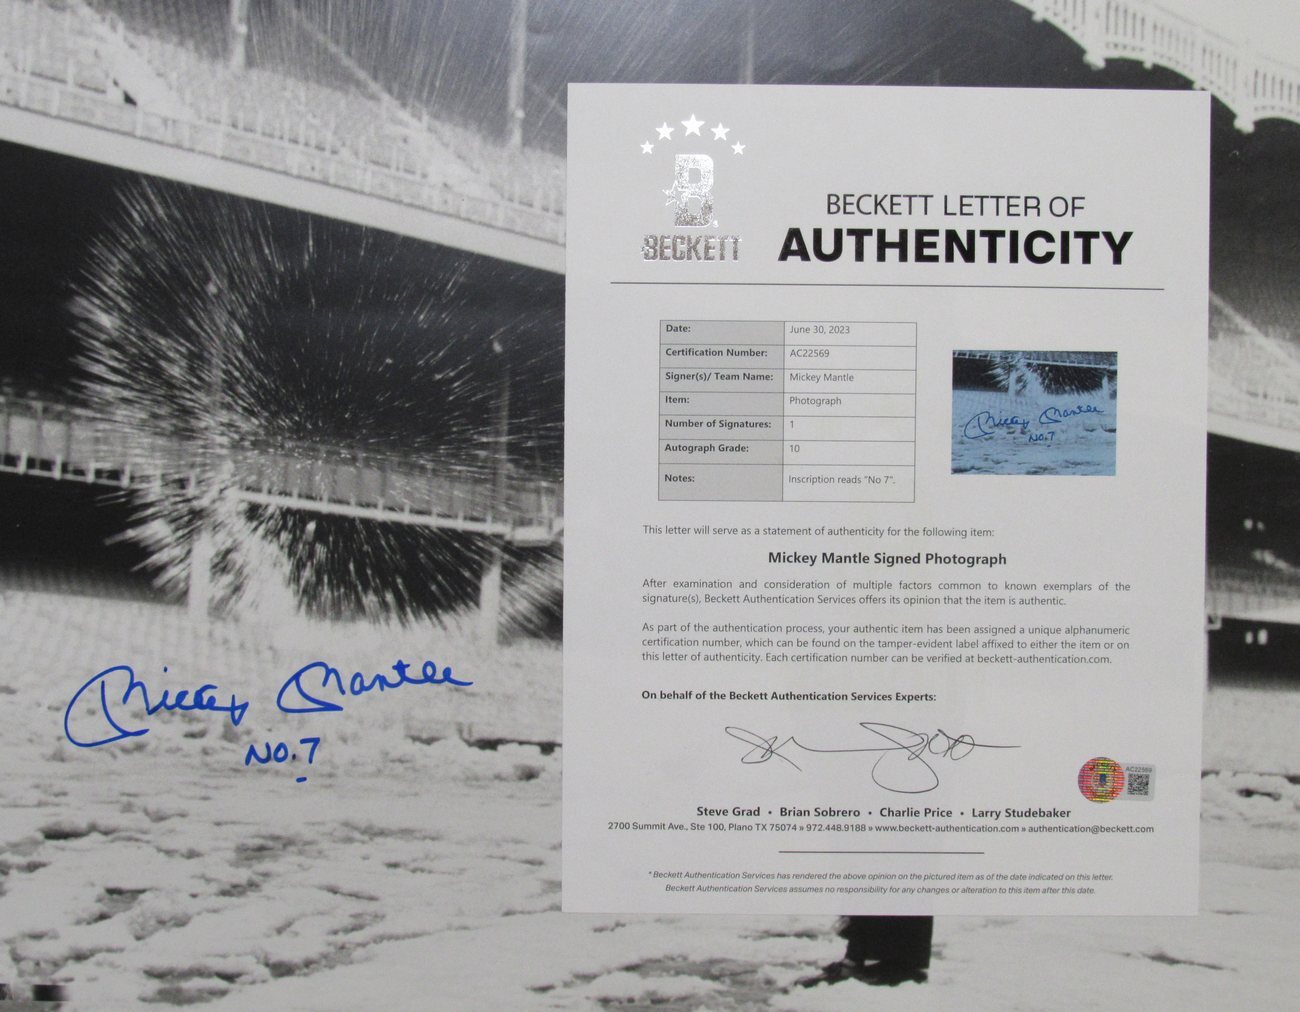 BECKETT
BECKETT LETTER OF
AUTHENTICITY
Date: June 30, 2023
Certification Number: AC22569
Signer(s)/ Team Name: Mickey Mantle
Item: Photograph
Number of Signatures: 1
Autograph Grade: 10
Notes: Inscription reads "No 7".
Mickey Mantle
No.7
This letter will serve as a statement of authenticity for the following item:
Mickey Mantle Signed Photograph
After examination and consideration of multiple factors common to known exemplars of the
signature(s), Beckett Authentication Services offers its opinion that the item is authentic.
As part of the authentication process, your authentic item has been assigned a unique alphanumeric
certification number, which can be found on the tamper-evident label affixed to either the item or on
this letter of authenticity. Each certification number can be verified at beckett-authentication.com.
On behalf of the Beckett Authentication Services Experts:
AC22569
Steve Grad • Brian Sobrero • Charlie Price • Larry Studebaker
2700 Summit Ave., Ste 100, Plano TX 75074 » 972.448.9188 » www.beckett-authentication.com » authentication@beckett.com
* Beckett Authentication Services has rendered the above opinion on the pictured item as of the date indicated on this letter.
Beckett Authentication Services assumes no responsibility for any changes or alteration to this item after this date.
Mickey Mantle
No.7